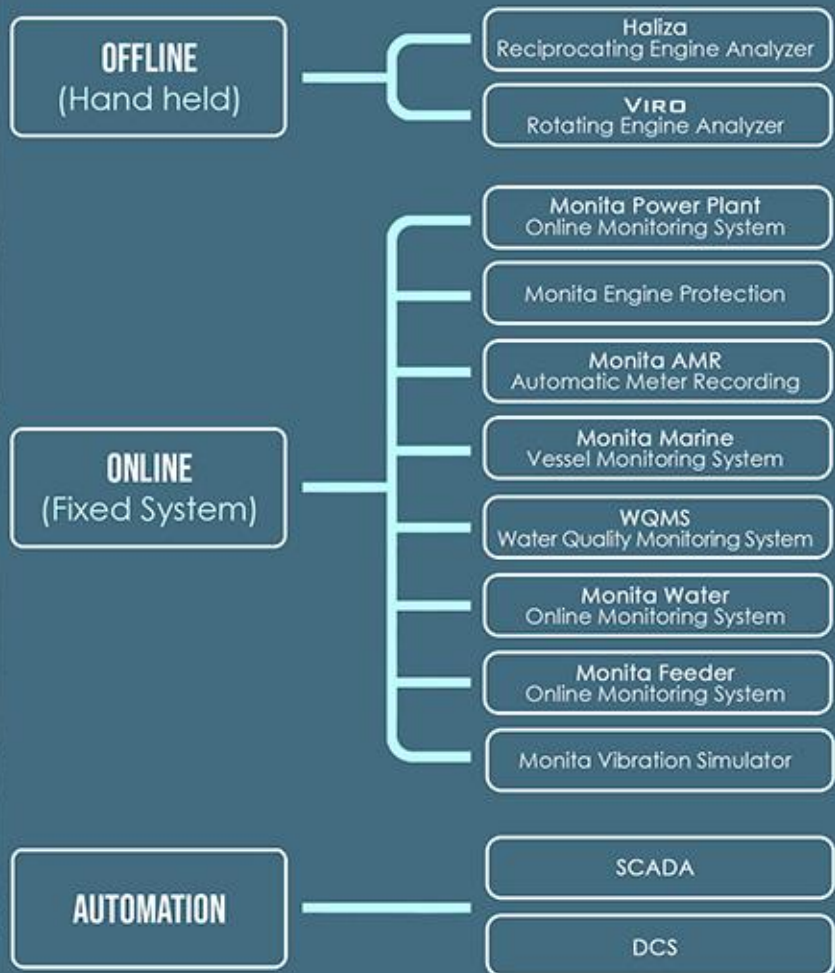 OFFLINE
(Hand held)
Haliza
Reciprocating Engine Analyzer
VIRO
Rotating Engine Analyzer
ONLINE
(Fixed System)
Monita Power Plant
Online Monitoring System
Monita Engine Protection
Monita AMR
Automatic Meter Recording
Monita Marine
Vessel Monitoring System
WQMS
Water Quality Monitoring System
Monita Water
Online Monitoring System
Monita Feeder
Online Monitoring System
Monita Vibration Simulator
AUTOMATION
SCADA
DCS